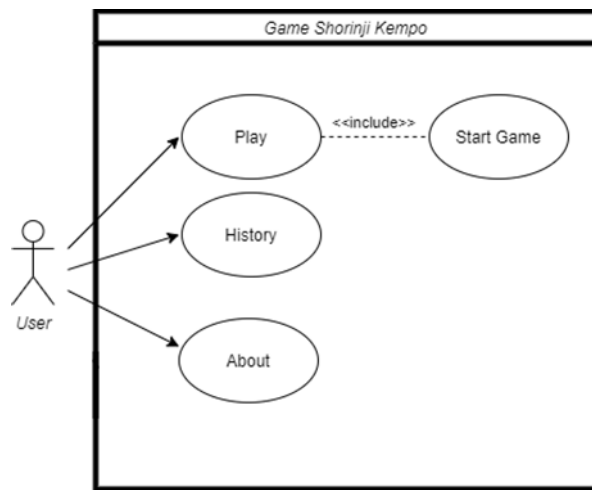 Game Shorinji Kempo
<<include>>
Play
Start Game
History
User
About